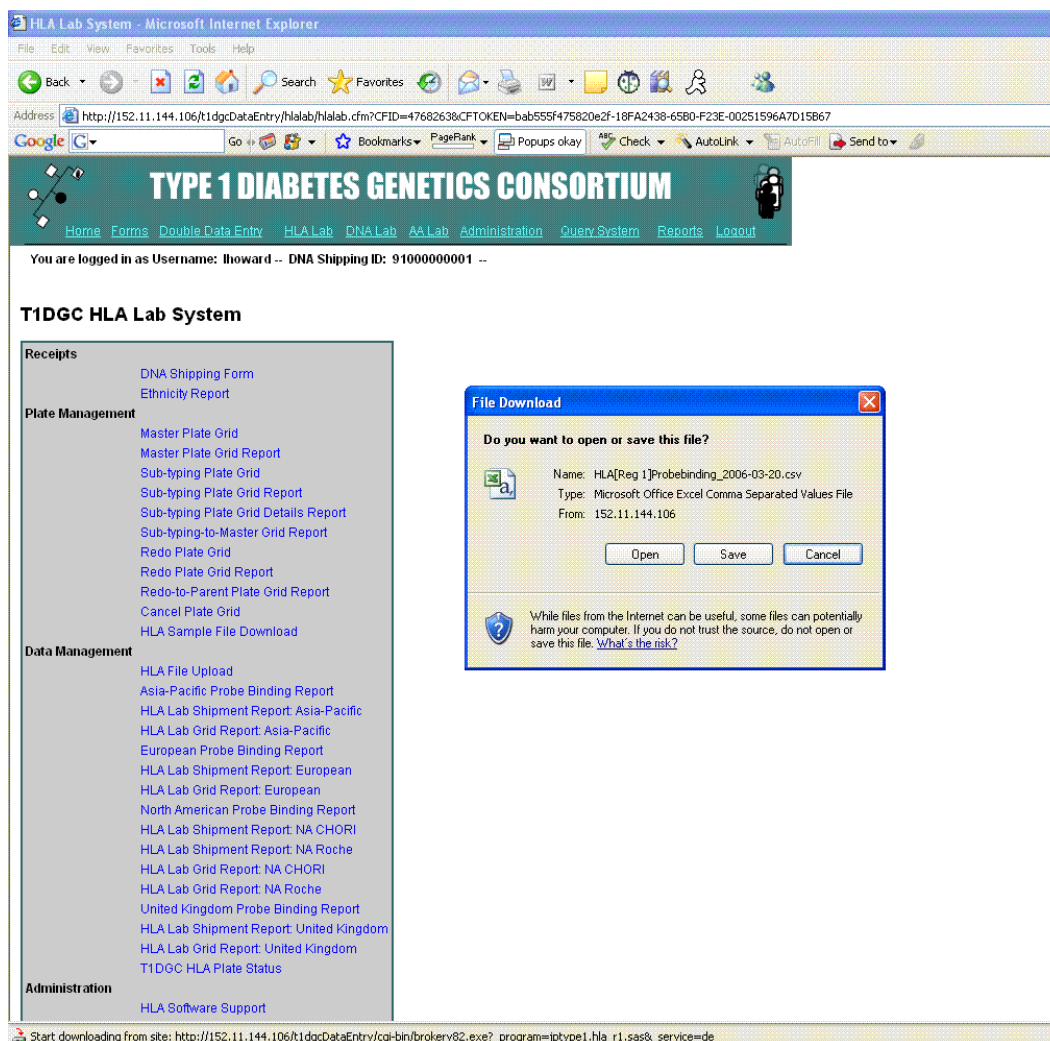 HLA Lab System - Microsoft Internet Explorer
File Edit View Favorites Tools Help
Back Search Favorites
Address http://152.11.144.106/t1dgcDataEntry/hlalab/hlalab.cfm?CFID=4768263&CFTOKEN=bab555f475820e2f-18FA2438-65B0-F23E-00251596A7D15B67
Google G Go Bookmarks PageRank Popups okay ABC Check AutoLink AutoFill Send to
TYPE 1 DIABETES GENETICS CONSORTIUM
Home Forms Double Data Entry HLA Lab DNA Lab AA Lab Administration Query System Reports Logout
You are logged in as Username: lhoward -- DNA Shipping ID: 91000000001 --
T1DGC HLA Lab System
Receipts
DNA Shipping Form
Ethnicity Report
Plate Management
Master Plate Grid
Master Plate Grid Report
Sub-typing Plate Grid
Sub-typing Plate Grid Report
Sub-typing Plate Grid Details Report
Sub-typing-to-Master Grid Report
Redo Plate Grid
Redo Plate Grid Report
Redo-to-Parent Plate Grid Report
Cancel Plate Grid
HLA Sample File Download
Data Management
HLA File Upload
Asia-Pacific Probe Binding Report
HLA Lab Shipment Report: Asia-Pacific
HLA Lab Grid Report: Asia-Pacific
European Probe Binding Report
HLA Lab Shipment Report: European
HLA Lab Grid Report: European
North American Probe Binding Report
HLA Lab Shipment Report: NA CHORI
HLA Lab Shipment Report: NA Roche
HLA Lab Grid Report: NA CHORI
HLA Lab Grid Report: NA Roche
United Kingdom Probe Binding Report
HLA Lab Shipment Report: United Kingdom
HLA Lab Grid Report: United Kingdom
T1DGC HLA Plate Status
Administration
HLA Software Support
File Download
Do you want to open or save this file?
Name: HLA[Reg 1]Probebinding_2006-03-20.csv
Type: Microsoft Office Excel Comma Separated Values File
From: 152.11.144.106
Open Save Cancel
While files from the Internet can be useful, some files can potentially
harm your computer. If you do not trust the source, do not open or
save this file. What's the risk?
Start downloading from site: http://152.11.144.106/t1dgcDataEntry/cgi-bin/brokerv82.exe?_program=iptype1.hla_r1.sas&_service=de